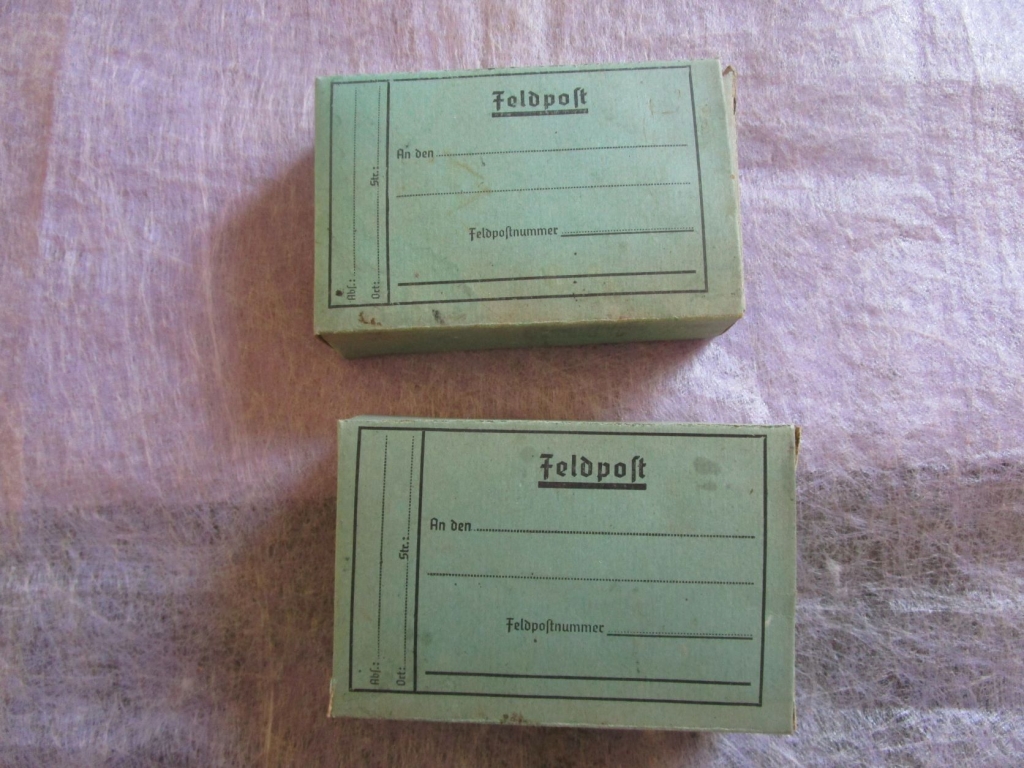 Feldpoſt
An den
Feldpoſtnummer
Abſ.: Str.:
Ort:
Feldpoſt
An den
Feldpoſtnummer
Abſ.:
Ort: Str.: